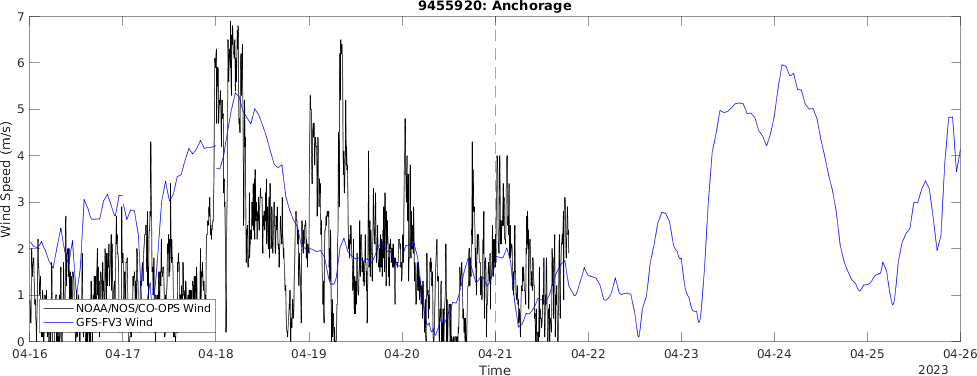 9455920: Anchorage
7
6
5
4
3
2
1
0
Wind Speed (m/s)
NOAA/NOS/CO-OPS Wind
GFS-FV3 Wind
04-16 04-17 04-18 04-19 04-20 04-21 04-22 04-23 04-24 04-25 04-26
Time
2023